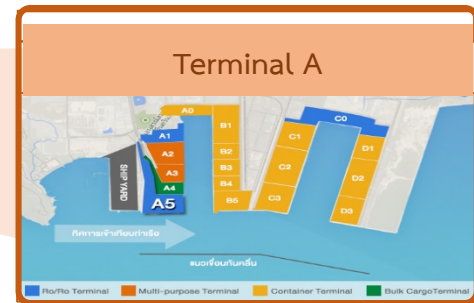 Terminal A
A0
B1
C0
A1
C1
D1
A2
B2
A3
B3
C2
D2
SHIP YARD
A4
B4
A5
B5
C3
D3
ทิศทางเข้าเทียบท่าเรือ
แนวเขื่อนกันคลื่น
Ro/Ro Terminal
Multi-purpose Terminal
Container Terminal
Bulk CargoTerminal